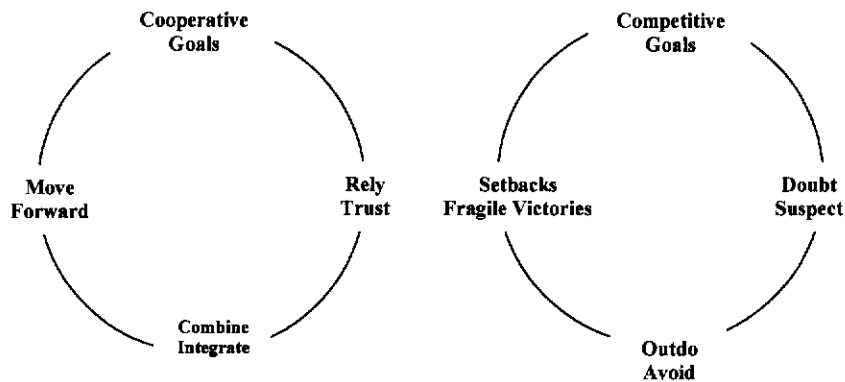 Cooperative
Goals
Competitive
Goals
Move
Forward
Rely
Trust
Setbacks
Fragile Victories
Doubt
Suspect
Combine
Integrate
Outdo
Avoid